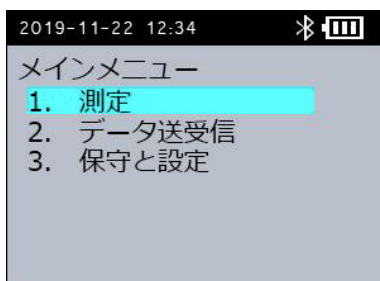 2019-11-22 12:34
メインメニュー
1. 測定
2. データ送受信
3. 保守と設定